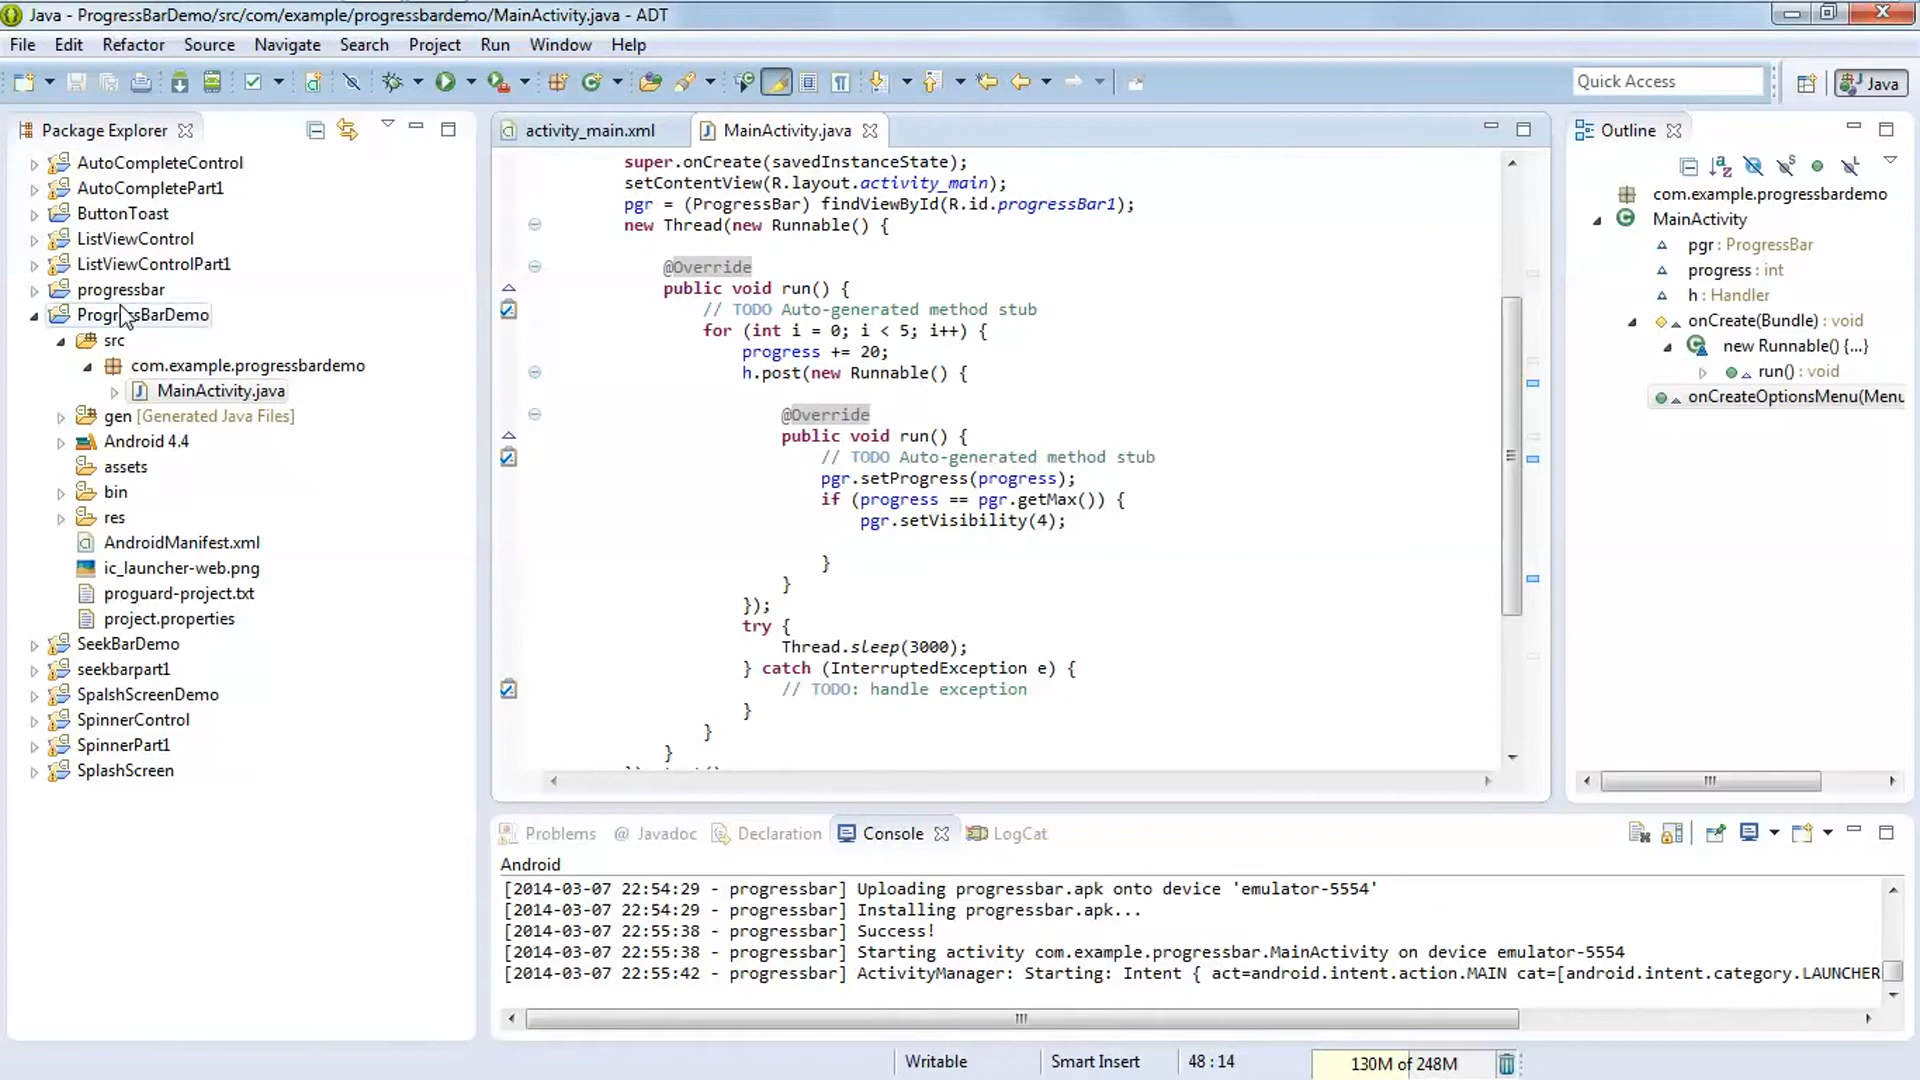 Java - ProgressBarDemo/src/com/example/progressbardemo/MainActivity.java - ADT
File Edit Refactor Source Navigate Search Project Run Window Help
Quick Access
Java
Package Explorer
AutoCompleteControl
AutoCompletePart1
ButtonToast
ListViewControl
ListViewControlPart1
progressbar
ProgressBarDemo
src
com.example.progressbardemo
MainActivity.java
gen [Generated Java Files]
Android 4.4
assets
bin
res
AndroidManifest.xml
ic_launcher-web.png
proguard-project.txt
project.properties
SeekBarDemo
seekbarpart1
SpalshScreenDemo
SpinnerControl
SpinnerPart1
SplashScreen
activity_main.xml
MainActivity.java
super.onCreate(savedInstanceState);
setContentView(R.layout.activity_main);
pgr = (ProgressBar) findViewById(R.id.progressBar1);
new Thread(new Runnable() {
@Override
public void run() {
// TODO Auto-generated method stub
for (int i = 0; i < 5; i++) {
progress += 20;
h.post(new Runnable() {
@Override
public void run() {
// TODO Auto-generated method stub
pgr.setProgress(progress);
if (progress == pgr.getMax()) {
pgr.setVisibility(4);
}
}
});
try {
Thread.sleep(3000);
} catch (InterruptedException e) {
// TODO: handle exception
}
}
}
Outline
com.example.progressbardemo
MainActivity
pgr : ProgressBar
progress : int
h : Handler
onCreate(Bundle) : void
new Runnable() {...}
run() : void
onCreateOptionsMenu(Menu
Problems @ Javadoc Declaration Console LogCat
Android
[2014-03-07 22:54:29 - progressbar] Uploading progressbar.apk onto device 'emulator-5554'
[2014-03-07 22:54:29 - progressbar] Installing progressbar.apk...
[2014-03-07 22:55:38 - progressbar] Success!
[2014-03-07 22:55:38 - progressbar] Starting activity com.example.progressbar.MainActivity on device emulator-5554
[2014-03-07 22:55:42 - progressbar] ActivityManager: Starting: Intent { act=android.intent.action.MAIN cat=[android.intent.category.LAUNCHER
Writable Smart Insert 48 : 14 130M of 248M